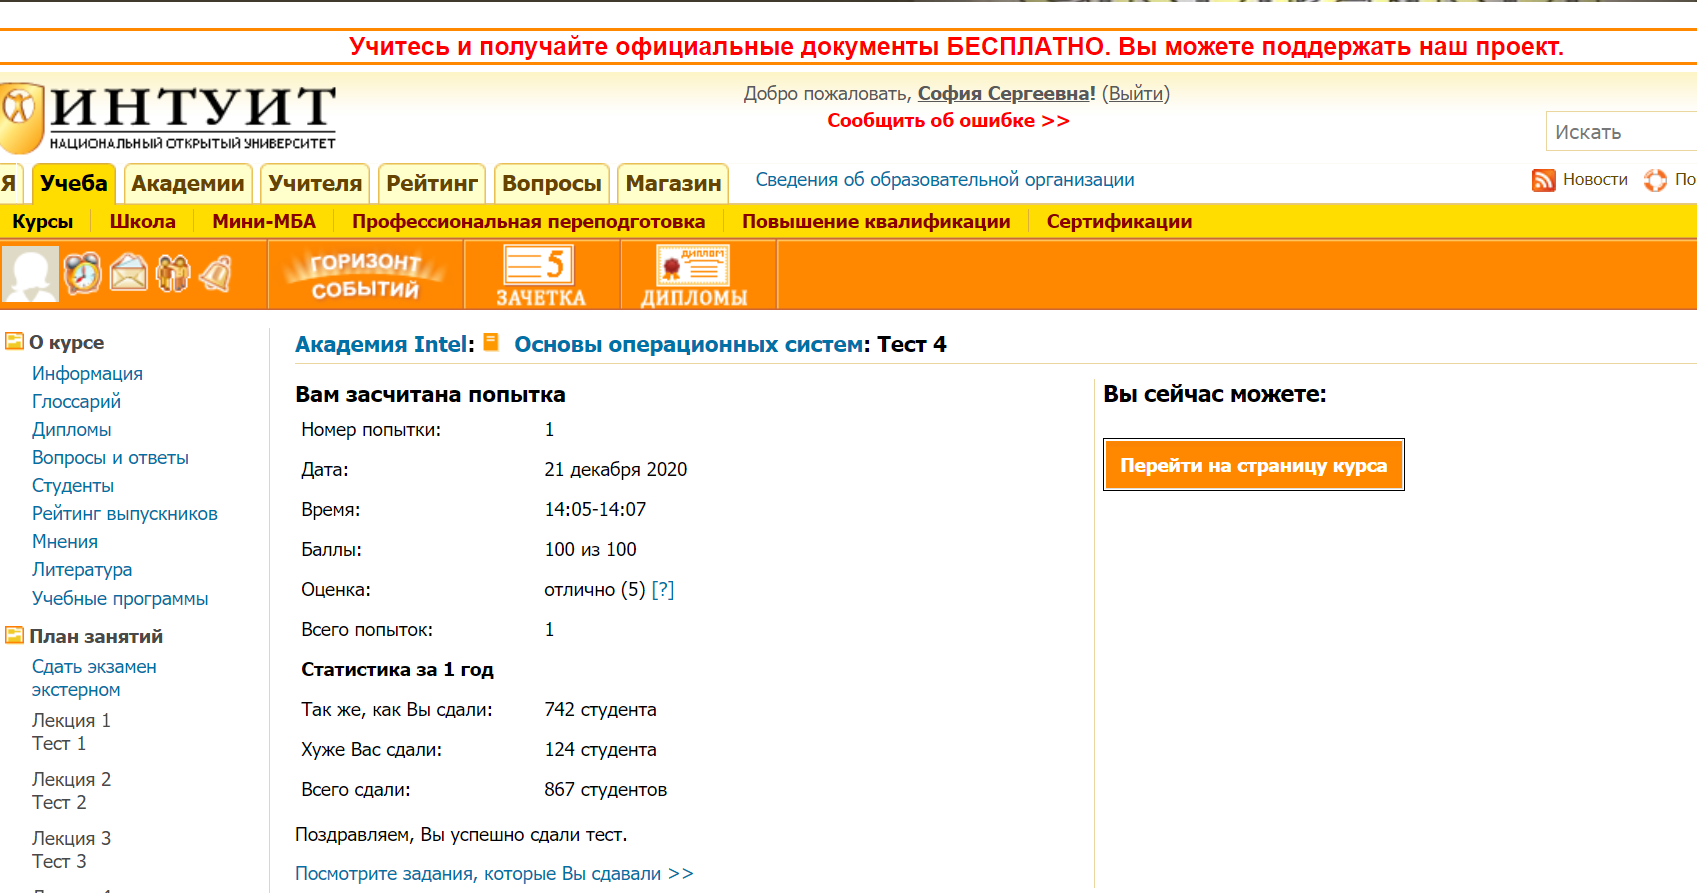 Учитесь и получайте официальные документы БЕСПЛАТНО. Вы можете поддержать наш проект.
ИНТУИТ
НАЦИОНАЛЬНЫЙ ОТКРЫТЫЙ УНИВЕРСИТЕТ
Добро пожаловать, София Сергеевна! (Выйти)
Сообщить об ошибке >>
Искать
Я Учеба Академии Учителя Рейтинг Вопросы Магазин Сведения об образовательной организации Новости По
Курсы Школа Мини-МБА Профессиональная переподготовка Повышение квалификации Сертификации
ГОРИЗОНТ СОБЫТИЙ
5
ЗАЧЕТКА
ДИПЛОМ
ДИПЛОМЫ
О курсе
Информация
Глоссарий
Дипломы
Вопросы и ответы
Студенты
Рейтинг выпускников
Мнения
Литература
Учебные программы
План занятий
Сдать экзамен
экстерном
Лекция 1
Тест 1
Лекция 2
Тест 2
Лекция 3
Тест 3
Академия Intel: Основы операционных систем: Тест 4
Вам засчитана попытка
Номер попытки: 1
Дата: 21 декабря 2020
Время: 14:05-14:07
Баллы: 100 из 100
Оценка: отлично (5) [?]
Всего попыток: 1
Статистика за 1 год
Так же, как Вы сдали: 742 студента
Хуже Вас сдали: 124 студента
Всего сдали: 867 студентов
Поздравляем, Вы успешно сдали тест.
Посмотрите задания, которые Вы сдавали >>
Вы сейчас можете:
Перейти на страницу курса